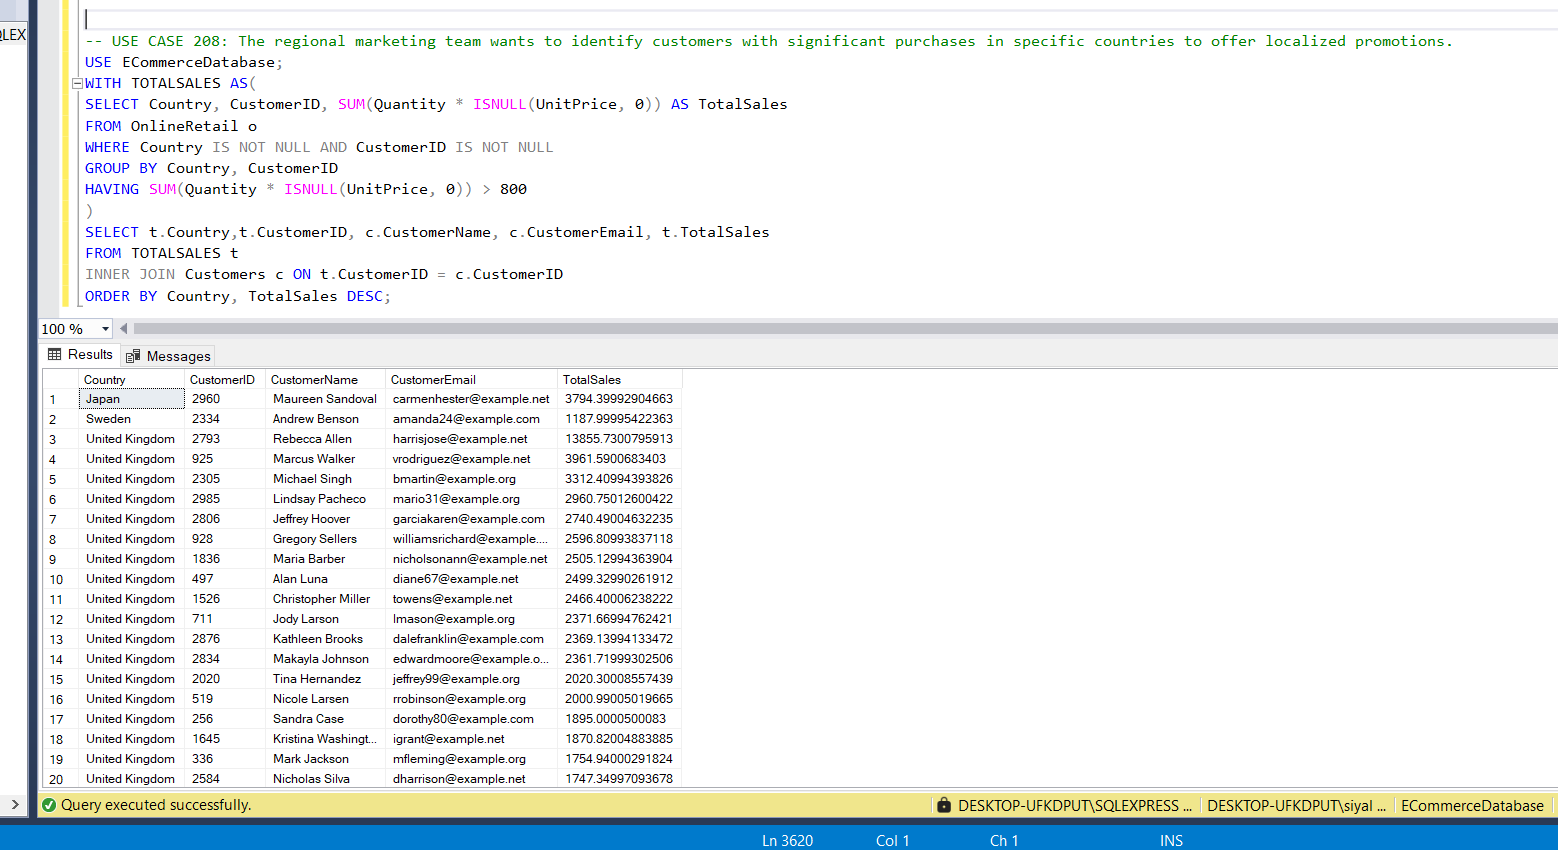 QLEX
-- USE CASE 208: The regional marketing team wants to identify customers with significant purchases in specific countries to offer localized promotions.
USE ECommerceDatabase;
WITH TOTALSALES AS(
SELECT Country, CustomerID, SUM(Quantity * ISNULL(UnitPrice, 0)) AS TotalSales
FROM OnlineRetail o
WHERE Country IS NOT NULL AND CustomerID IS NOT NULL
GROUP BY Country, CustomerID
HAVING SUM(Quantity * ISNULL(UnitPrice, 0)) > 800
)
SELECT t.Country,t.CustomerID, c.CustomerName, c.CustomerEmail, t.TotalSales
FROM TOTALSALES t
INNER JOIN Customers c ON t.CustomerID = c.CustomerID
ORDER BY Country, TotalSales DESC;
100 %
Results Messages
Country CustomerID CustomerName CustomerEmail TotalSales
1 Japan 2960 Maureen Sandoval carmenhester@example.net 3794.39992904663
2 Sweden 2334 Andrew Benson amanda24@example.com 1187.99995422363
3 United Kingdom 2793 Rebecca Allen harrisjose@example.net 13855.7300795913
4 United Kingdom 925 Marcus Walker vrodriguez@example.net 3961.5900683403
5 United Kingdom 2305 Michael Singh bmartin@example.org 3312.40994393826
6 United Kingdom 2985 Lindsay Pacheco mario31@example.org 2960.75012600422
7 United Kingdom 2806 Jeffrey Hoover garciakaren@example.com 2740.49004632235
8 United Kingdom 928 Gregory Sellers williamsrichard@example.... 2596.80993837118
9 United Kingdom 1836 Maria Barber nicholsonann@example.net 2505.12994363904
10 United Kingdom 497 Alan Luna diane67@example.net 2499.32990261912
11 United Kingdom 1526 Christopher Miller towens@example.net 2466.40006238222
12 United Kingdom 711 Jody Larson lmason@example.org 2371.66994762421
13 United Kingdom 2876 Kathleen Brooks dalefranklin@example.com 2369.13994133472
14 United Kingdom 2834 Makayla Johnson edwardmoore@example.o... 2361.71999302506
15 United Kingdom 2020 Tina Hernandez jeffrey99@example.org 2020.30008557439
16 United Kingdom 519 Nicole Larsen rrobinson@example.org 2000.99005019665
17 United Kingdom 256 Sandra Case dorothy80@example.com 1895.0000500083
18 United Kingdom 1645 Kristina Washingt... igrant@example.net 1870.82004883885
19 United Kingdom 336 Mark Jackson mfleming@example.org 1754.94000291824
20 United Kingdom 2584 Nicholas Silva dharrison@example.net 1747.34997093678
Query executed successfully. DESKTOP-UFKDPUT\SQLEXPRESS ... DESKTOP-UFKDPUT\siyal ... ECommerceDatabase
Ln 3620 Col 1 Ch 1 INS